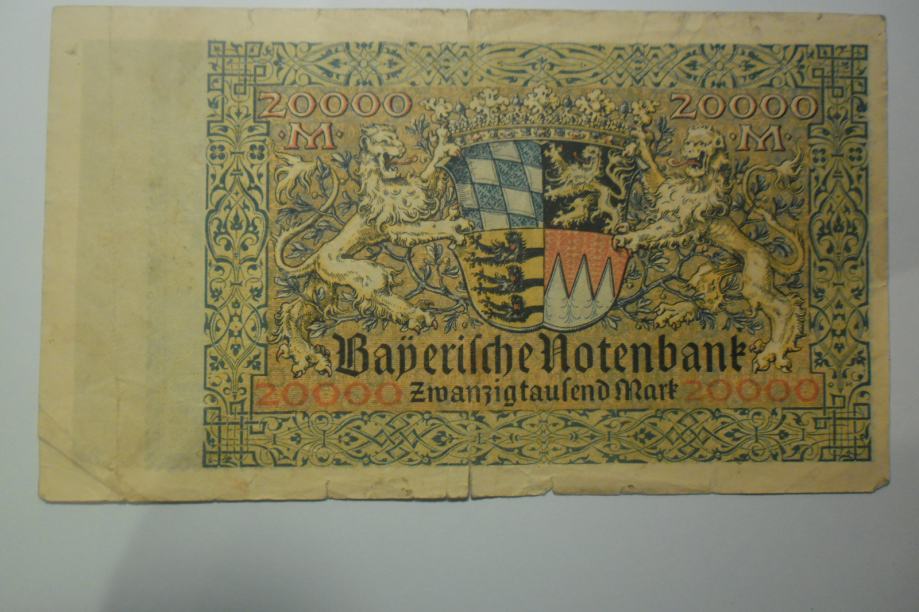 20000 20000
·M· ·M·
Bayerische Notenbank
20000 Zwanzigtausend Mark 20000